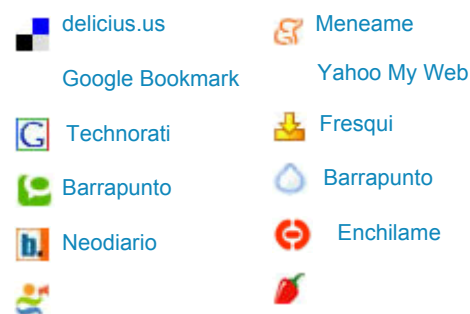 delicius.us
Meneame
Google Bookmark
Yahoo My Web
G
Technorati
Fresqui
Barrapunto
Barrapunto
b.
Neodiario
Enchilame